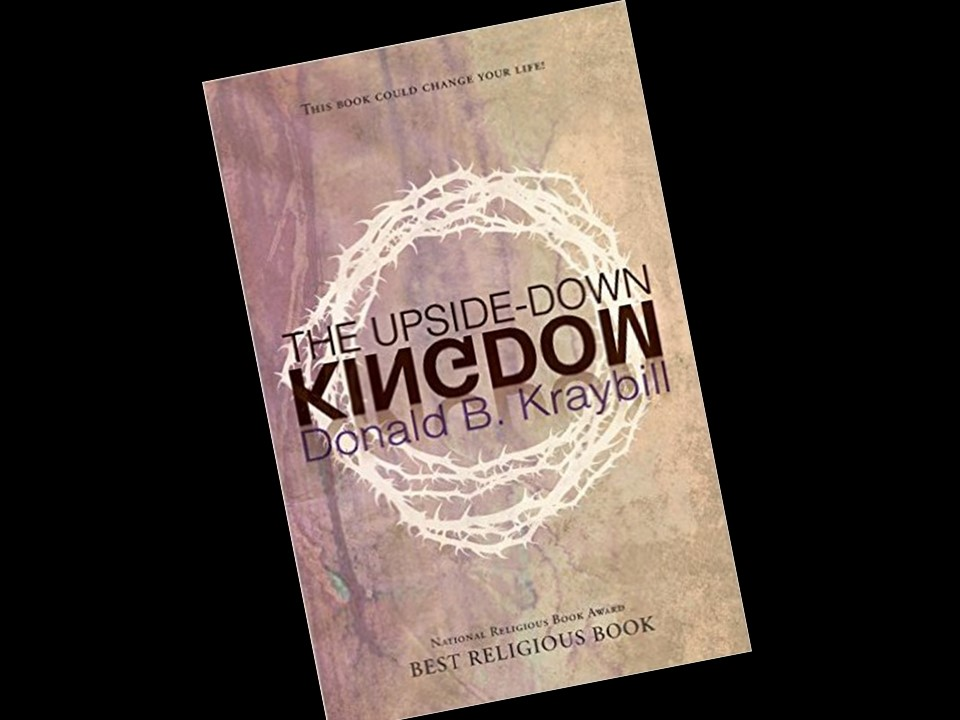 THIS BOOK COULD CHANGE YOUR LIFE!
THE UPSIDE-DOWN
KINGDOM
Donald B. Kraybill
NATIONAL RELIGIOUS BOOK AWARD
BEST RELIGIOUS BOOK